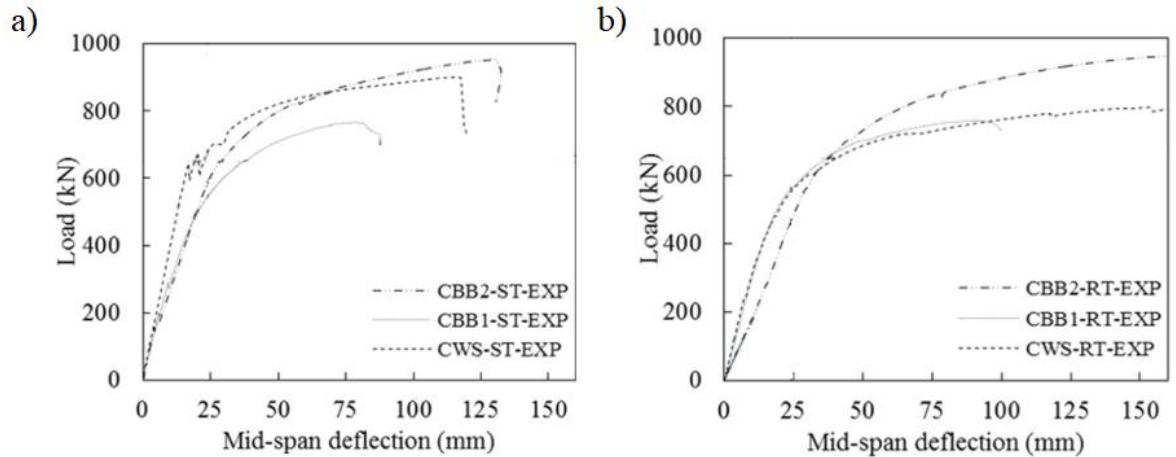 a)
1000
800
600
400
200
0
Load (kN)
CBB2-ST-EXP
CBB1-ST-EXP
CWS-ST-EXP
0 25 50 75 100 125 150
Mid-span deflection (mm)
b)
1000
800
600
400
200
0
Load (kN)
CBB2-RT-EXP
CBB1-RT-EXP
CWS-RT-EXP
0 25 50 75 100 125 150
Mid-span deflection (mm)